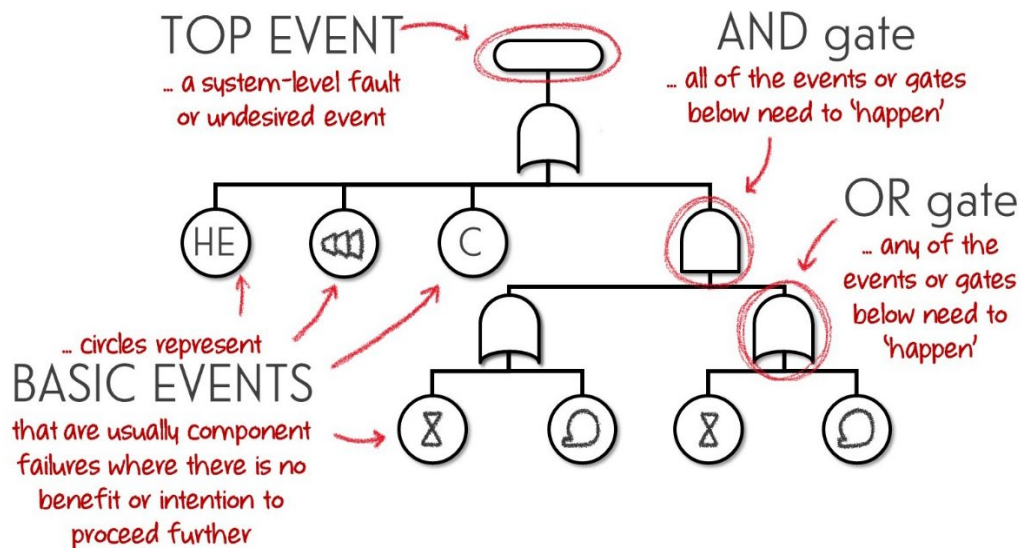 TOP EVENT
... a system-level fault
or undesired event
AND gate
... all of the events or gates
below need to ‘happen’
OR gate
... any of the
events or gates
below need to
‘happen’
HE
C
... circles represent
BASIC EVENTS
that are usually component
failures where there is no
benefit or intention to
proceed further